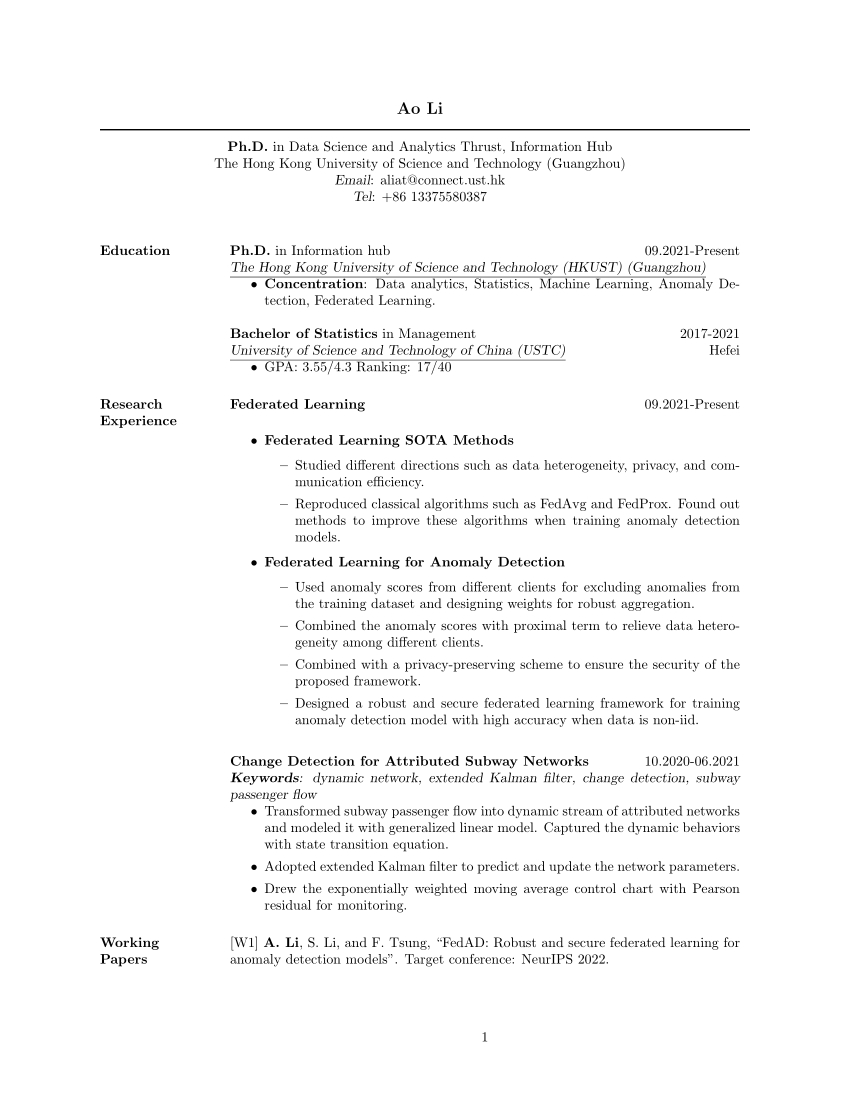 Ao Li
Ph.D. in Data Science and Analytics Thrust, Information Hub
The Hong Kong University of Science and Technology (Guangzhou)
Email: aliat@connect.ust.hk
Tel: +86 13375580387
Education
Ph.D. in Information hub 09.2021-Present
The Hong Kong University of Science and Technology (HKUST) (Guangzhou)
• Concentration: Data analytics, Statistics, Machine Learning, Anomaly De-
tection, Federated Learning.
Bachelor of Statistics in Management 2017-2021
University of Science and Technology of China (USTC) Hefei
• GPA: 3.55/4.3 Ranking: 17/40
Research
Experience
Federated Learning 09.2021-Present
• Federated Learning SOTA Methods
– Studied different directions such as data heterogeneity, privacy, and com-
munication efficiency.
– Reproduced classical algorithms such as FedAvg and FedProx. Found out
methods to improve these algorithms when training anomaly detection
models.
• Federated Learning for Anomaly Detection
– Used anomaly scores from different clients for excluding anomalies from
the training dataset and designing weights for robust aggregation.
– Combined the anomaly scores with proximal term to relieve data hetero-
geneity among different clients.
– Combined with a privacy-preserving scheme to ensure the security of the
proposed framework.
– Designed a robust and secure federated learning framework for training
anomaly detection model with high accuracy when data is non-iid.
Change Detection for Attributed Subway Networks 10.2020-06.2021
Keywords: dynamic network, extended Kalman filter, change detection, subway
passenger flow
• Transformed subway passenger flow into dynamic stream of attributed networks
and modeled it with generalized linear model. Captured the dynamic behaviors
with state transition equation.
• Adopted extended Kalman filter to predict and update the network parameters.
• Drew the exponentially weighted moving average control chart with Pearson
residual for monitoring.
Working
Papers
[W1] A. Li, S. Li, and F. Tsung, “FedAD: Robust and secure federated learning for
anomaly detection models”. Target conference: NeurIPS 2022.
1